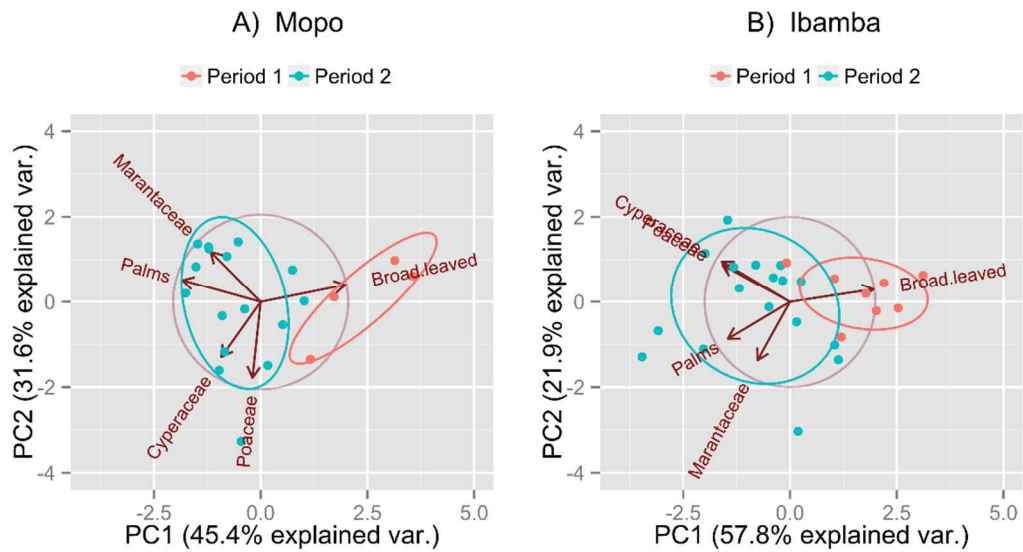 A) Mopo
Period 1 Period 2
PC2 (31.6% explained var.)
4
2
0
-2
-4
Marantaceae
Palms
Broad.leaved
Cyperaceae
Poaceae
-2.5 0.0 2.5 5.0
PC1 (45.4% explained var.)
B) Ibamba
Period 1 Period 2
PC2 (21.9% explained var.)
4
2
0
-2
-4
Cyperaceae
Poaceae
Broad.leaved
Palms
Marantaceae
-2.5 0.0 2.5 5.0
PC1 (57.8% explained var.)